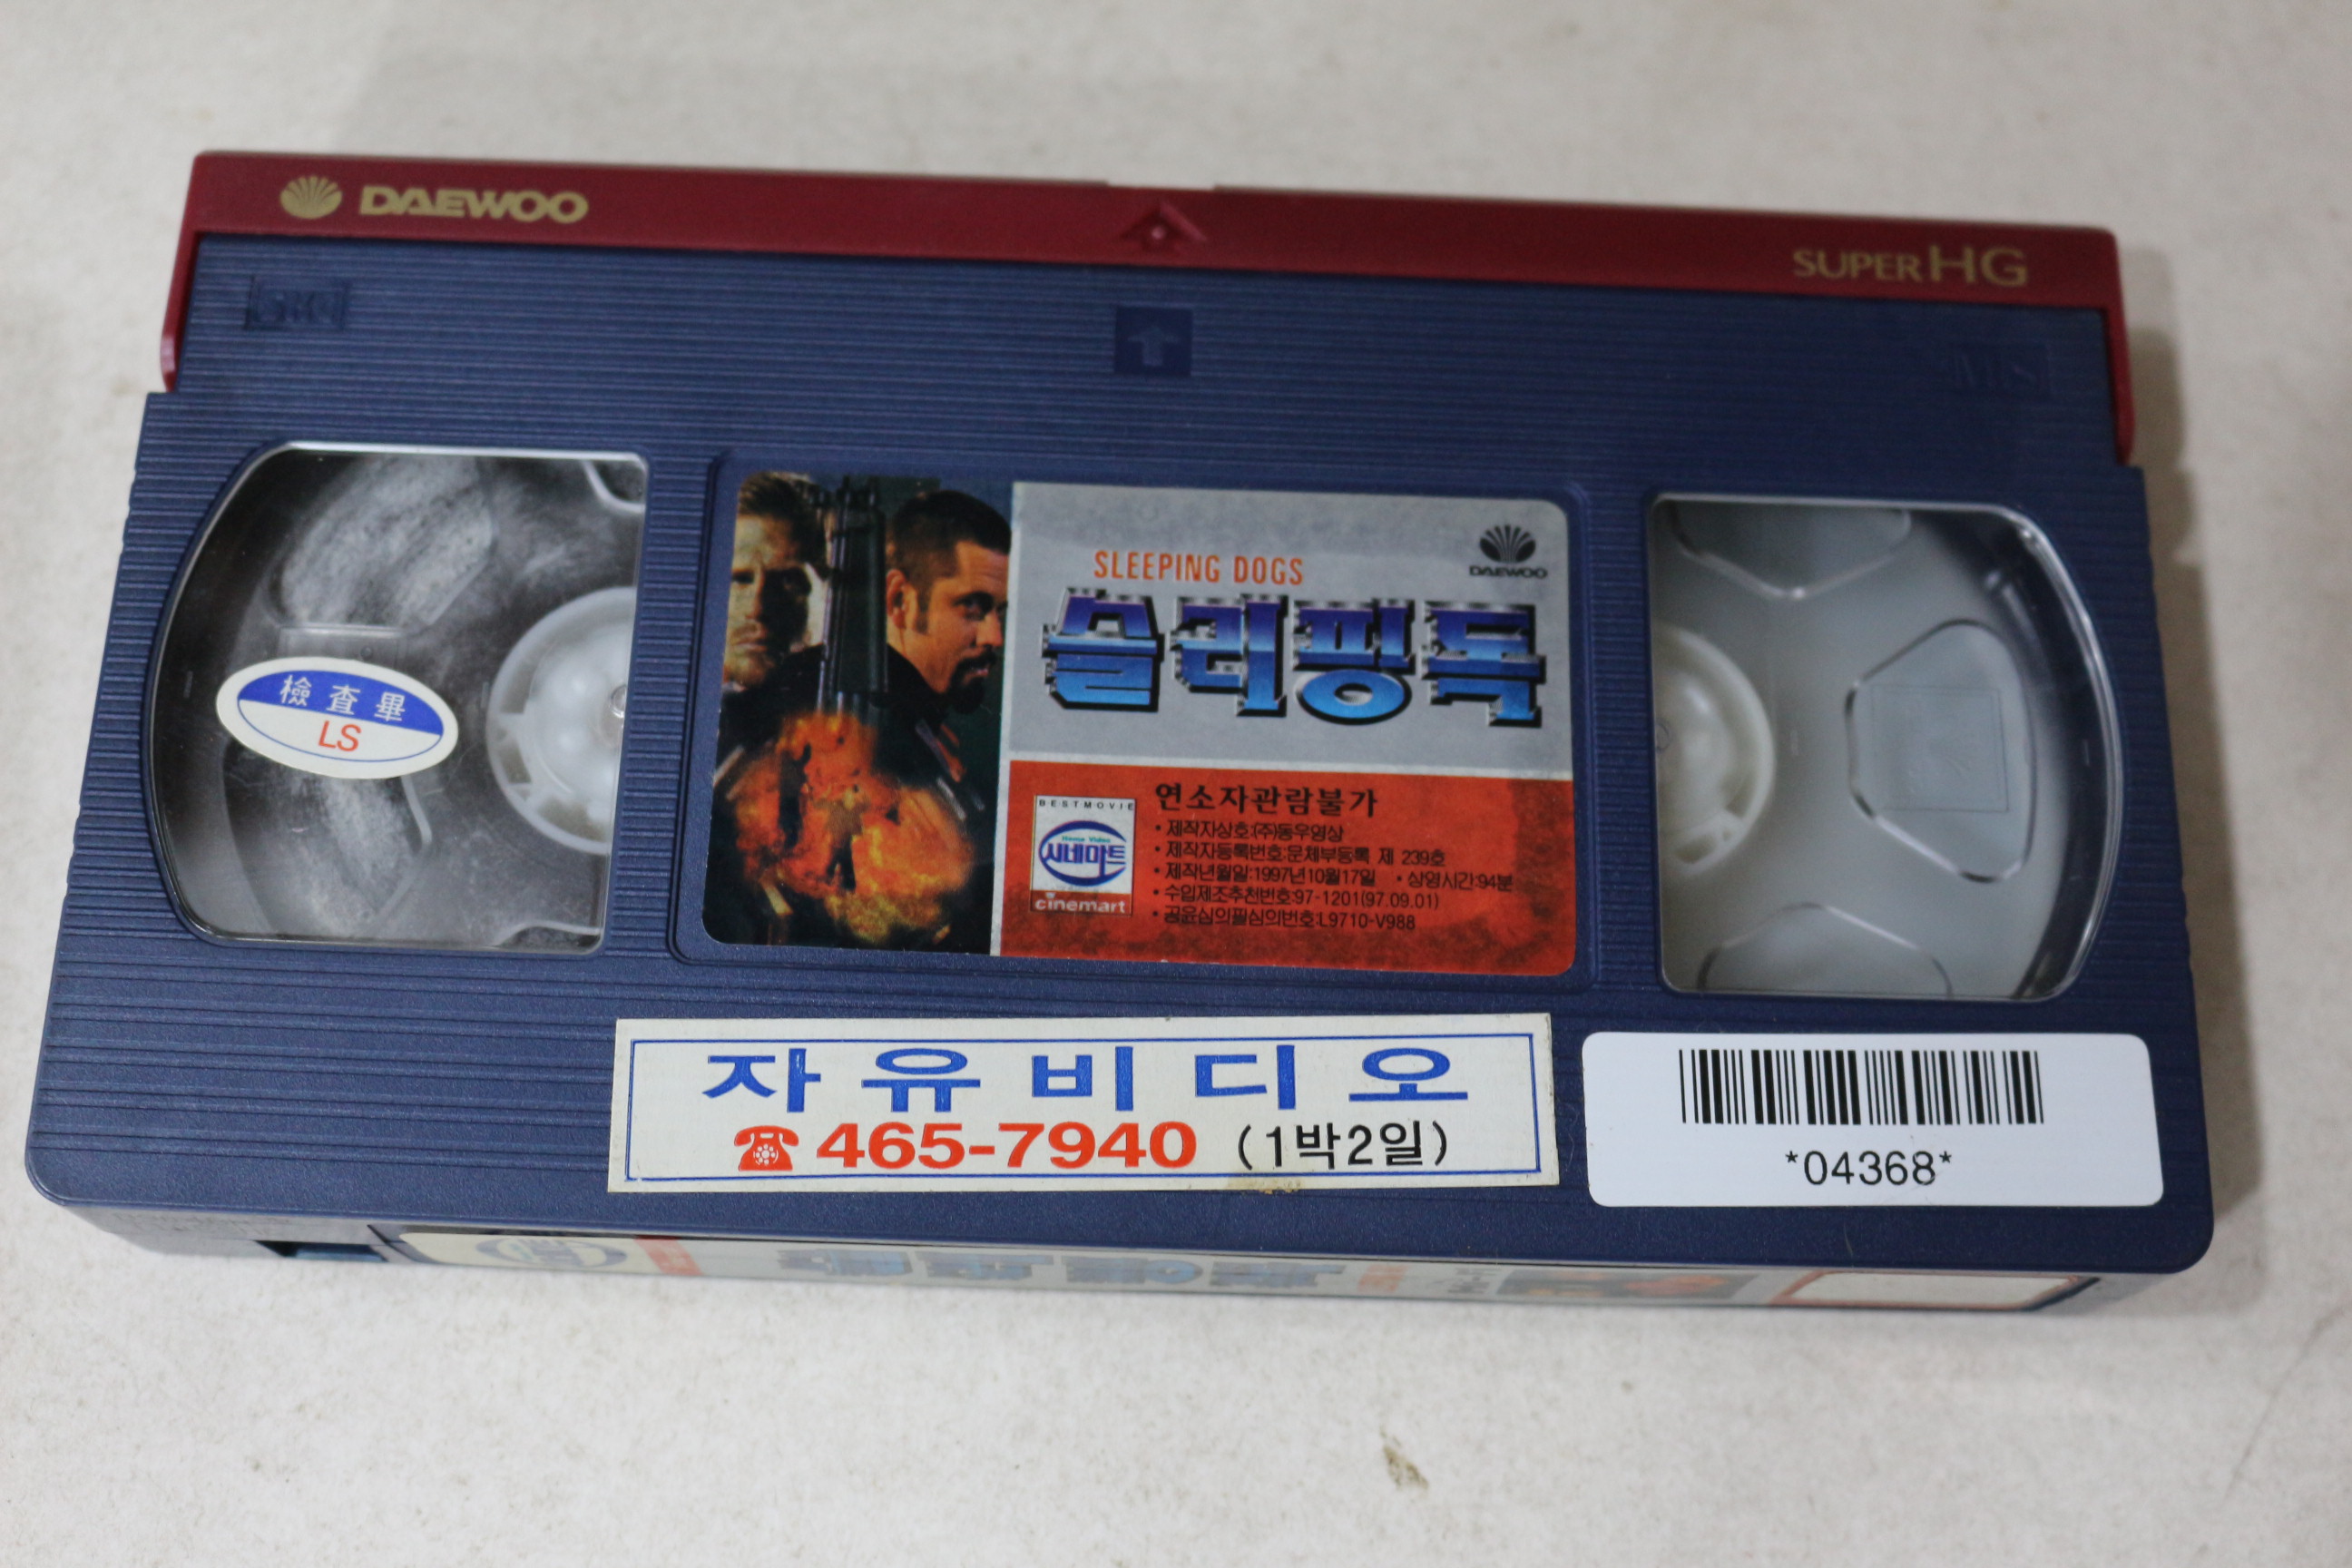 DAEWOO
SUPER HG
檢査畢
LS
SLEEPING DOGS
DAEWOO
슬리핑 독
BEST MOVIE
Home Video
시네마트
cinemart
연소자관람불가
• 제작자상호:(주)동우영상
• 제작자등록번호:문체부등록 제 239호
• 제작년월일:1997년10월17일 • 상영시간:94분
• 수입제조추천번호:97-1201(97.09.01)
• 공윤심의필심의번호:L9710-V988
자유비디오
☎465-7940 (1박2일)
*04368*